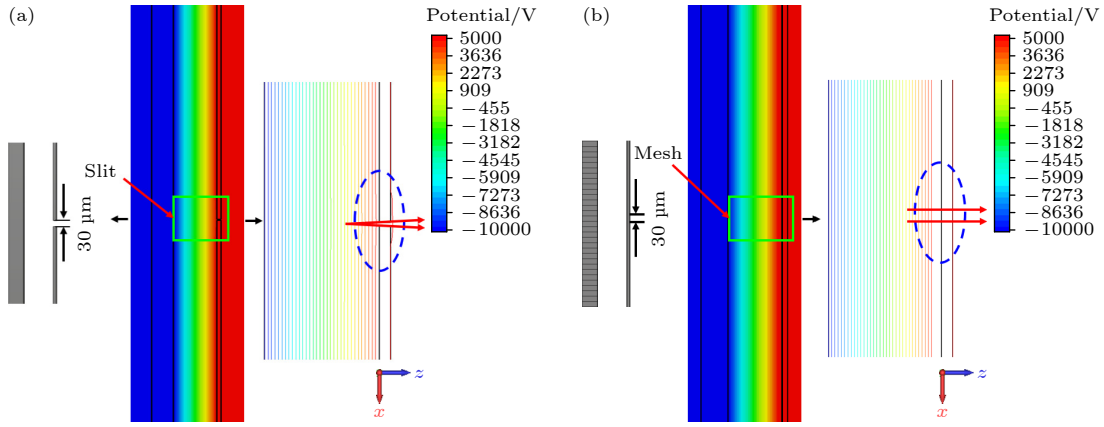 (a)
Potential/V
5000
3636
2273
909
−455
−1818
−3182
−4545
−5909
−7273
−8636
−10000
Slit
30 µm
z
x
(b)
Potential/V
5000
3636
2273
909
−455
−1818
−3182
−4545
−5909
−7273
−8636
−10000
Mesh
30 µm
z
x